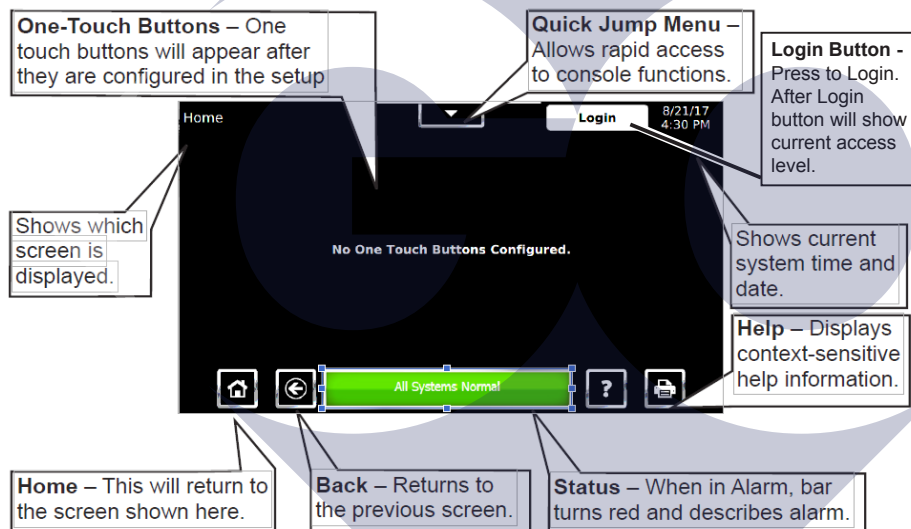 One-Touch Buttons – One
touch buttons will appear after
they are configured in the setup
Quick Jump Menu –
Allows rapid access
to console functions.
Login Button -
Press to Login.
After Login
button will show
current access
level.
Home
Login
8/21/17
4:30 PM
Shows which
screen is
displayed.
No One Touch Buttons Configured.
Shows current
system time and
date.
Help – Displays
context-sensitive
help information.
All Systems Normal
?
Home – This will return to
the screen shown here.
Back – Returns to
the previous screen.
Status – When in Alarm, bar
turns red and describes alarm.